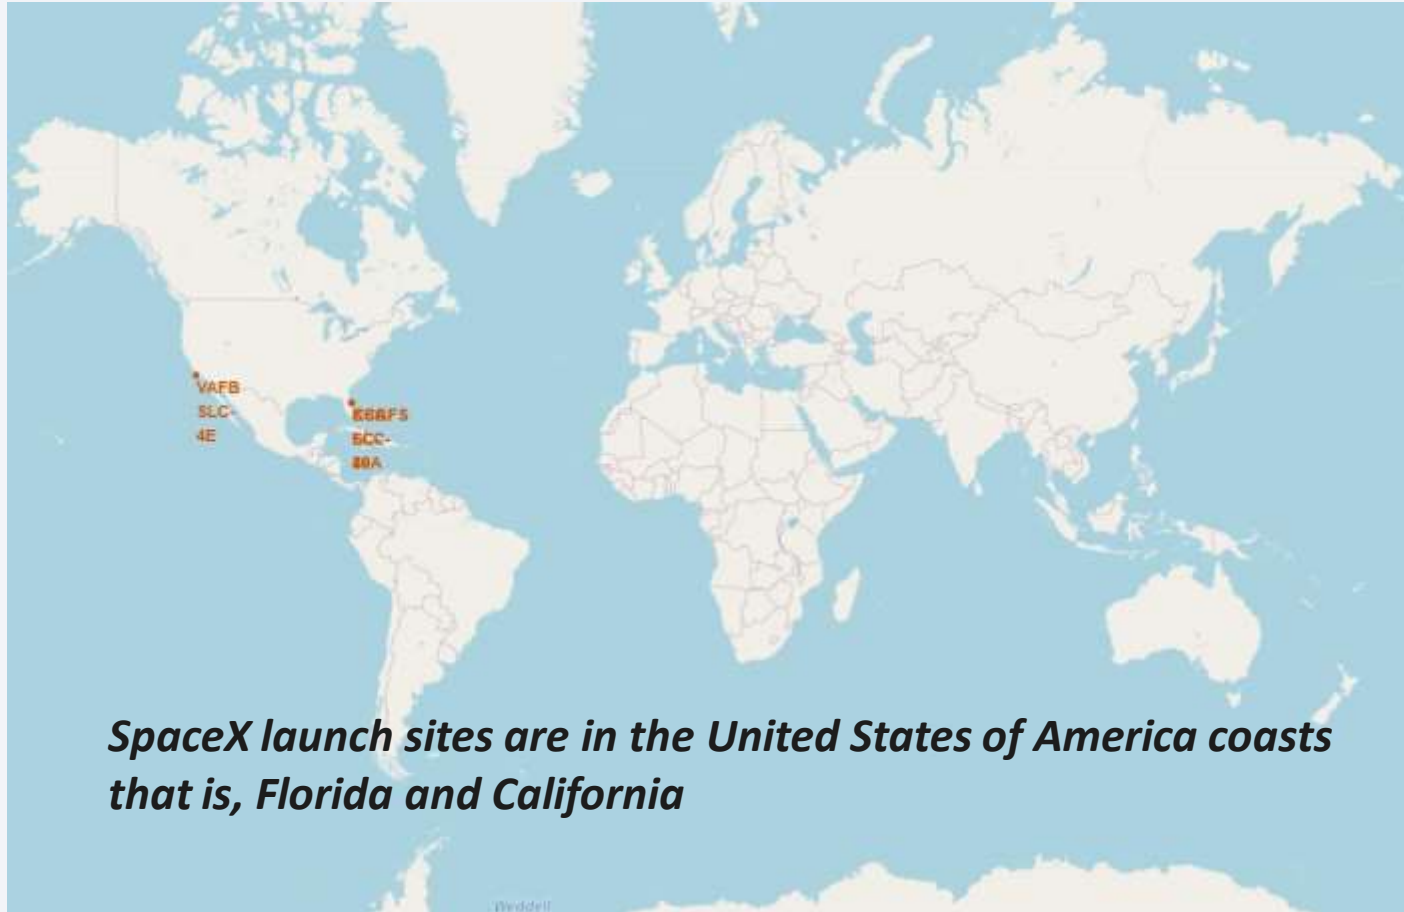 VAFB
SLC-
4E
SpaceX launch sites are in the United States of America coasts
that is, Florida and California
Weddell